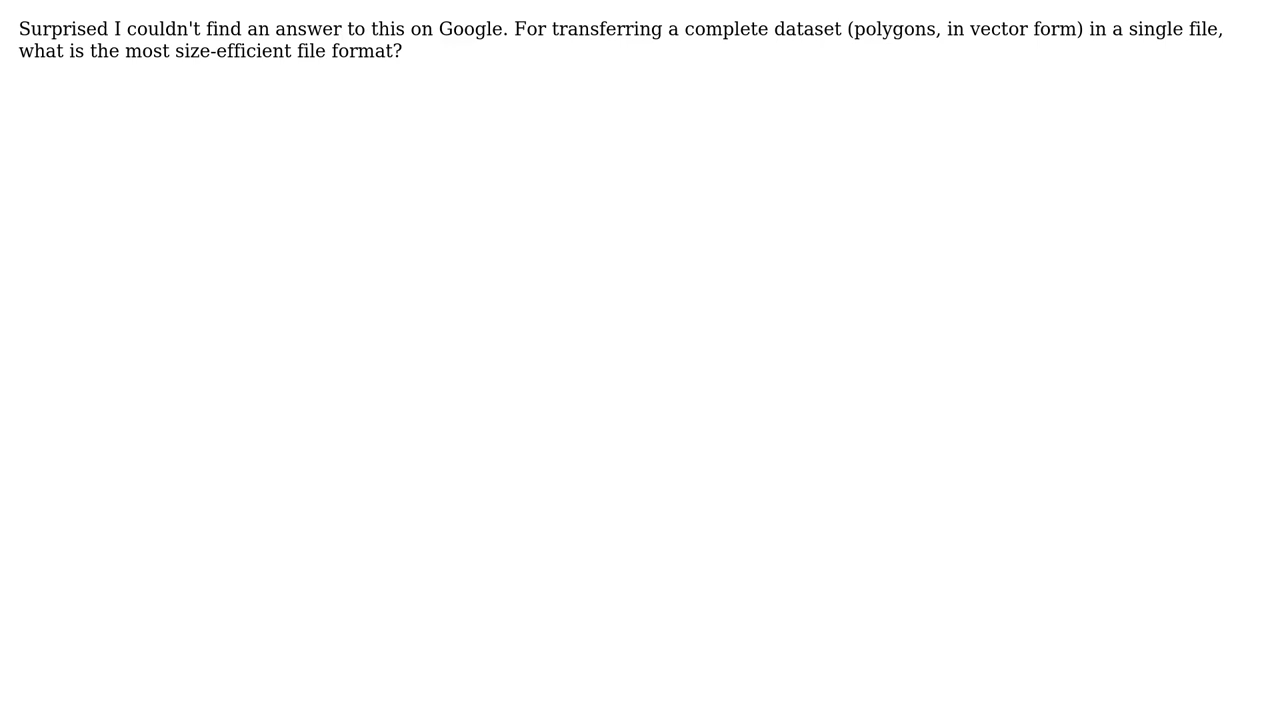 Surprised I couldn't find an answer to this on Google. For transferring a complete dataset (polygons, in vector form) in a single file,
what is the most size-efficient file format?